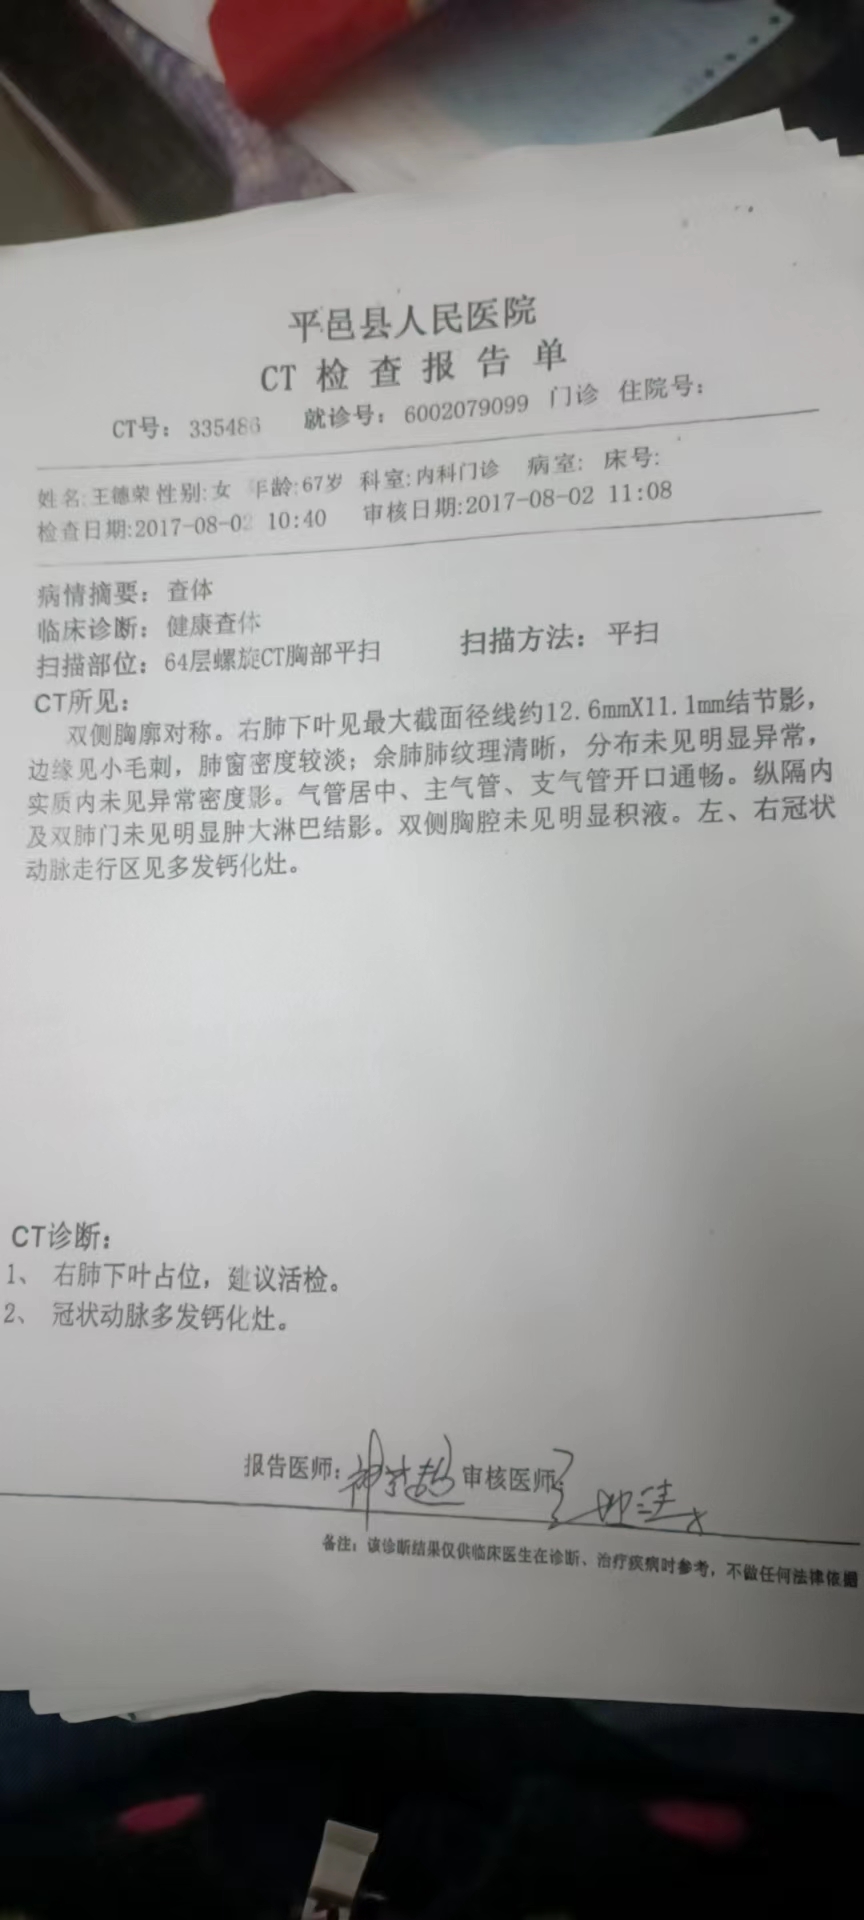 平邑县人民医院
CT 检 查 报 告 单
CT号: 335486 就诊号: 6002079099 门诊 住院号:
姓名:王德荣 性别:女 年龄:67岁 科室:内科门诊 病室: 床号:
检查日期:2017-08-02 10:40 审核日期:2017-08-02 11:08
病情摘要: 查体
临床诊断: 健康查体
扫描部位: 64层螺旋CT胸部平扫 扫描方法: 平扫
CT所见:
双侧胸廓对称。右肺下叶见最大截面径线约12.6mmX11.1mm结节影,
边缘见小毛刺, 肺窗密度较淡; 余肺肺纹理清晰, 分布未见明显异常,
实质内未见异常密度影。气管居中、主气管、支气管开口通畅。纵隔内
及双肺门未见明显肿大淋巴结影。双侧胸腔未见明显积液。左、右冠状
动脉走行区见多发钙化灶。
CT诊断:
1、 右肺下叶占位, 建议活检。
2、 冠状动脉多发钙化灶。
报告医师: 审核医师:
备注: 该诊断结果仅供临床医生在诊断、治疗疾病时参考, 不做任何法律依据